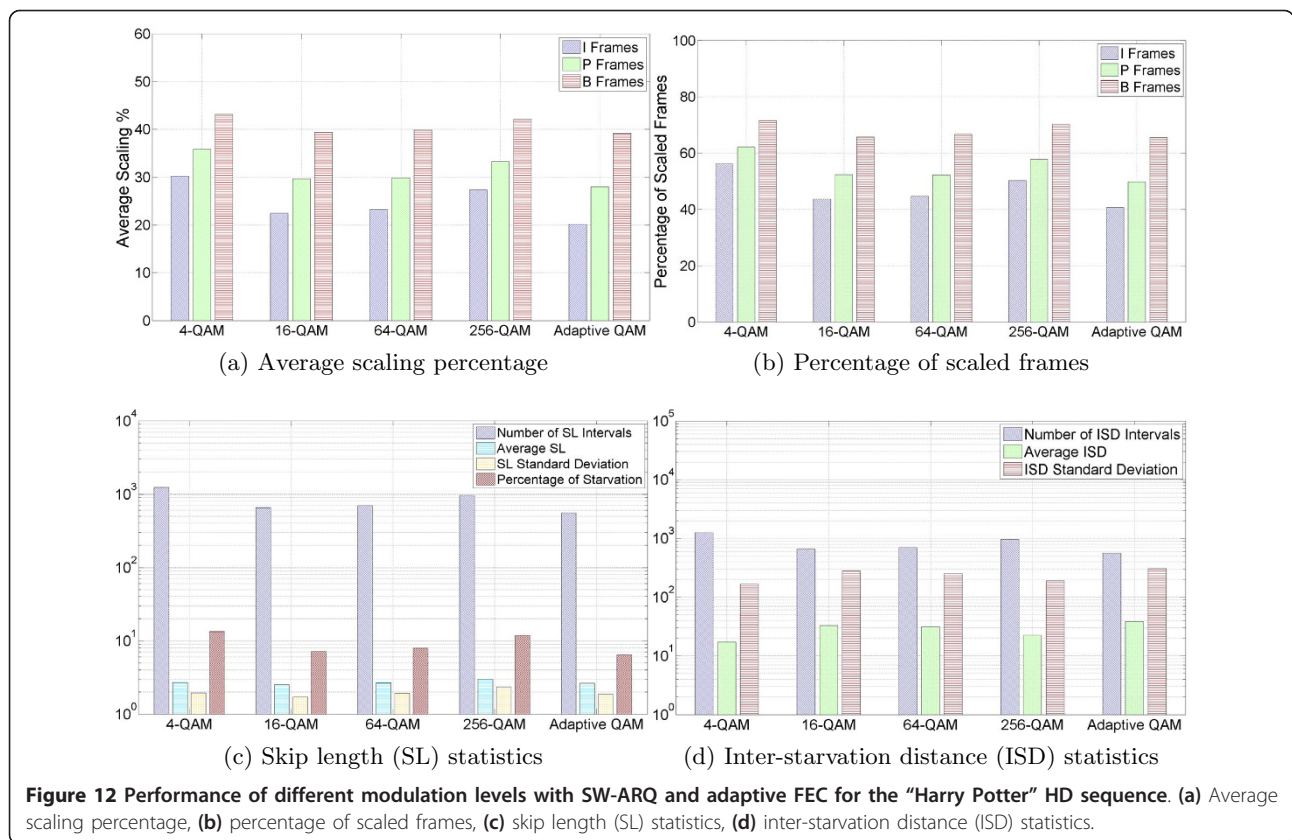 60
50
40
30
20
10
0
Average Scaling %
I Frames
P Frames
B Frames
4-QAM 16-QAM 64-QAM 256-QAM Adaptive QAM
(a) Average scaling percentage
100
80
60
40
20
0
Percentage of Scaled Frames
I Frames
P Frames
B Frames
4-QAM 16-QAM 64-QAM 256-QAM Adaptive QAM
(b) Percentage of scaled frames
10^4
10^3
10^2
10^1
10^0
Number of SL Intervals
Average SL
SL Standard Deviation
Percentage of Starvation
4-QAM 16-QAM 64-QAM 256-QAM Adaptive QAM
(c) Skip length (SL) statistics
10^5
10^4
10^3
10^2
10^1
10^0
Number of ISD Intervals
Average ISD
ISD Standard Deviation
4-QAM 16-QAM 64-QAM 256-QAM Adaptive QAM
(d) Inter-starvation distance (ISD) statistics
Figure 12 Performance of different modulation levels with SW-ARQ and adaptive FEC for the “Harry Potter” HD sequence. (a) Average
scaling percentage, (b) percentage of scaled frames, (c) skip length (SL) statistics, (d) inter-starvation distance (ISD) statistics.